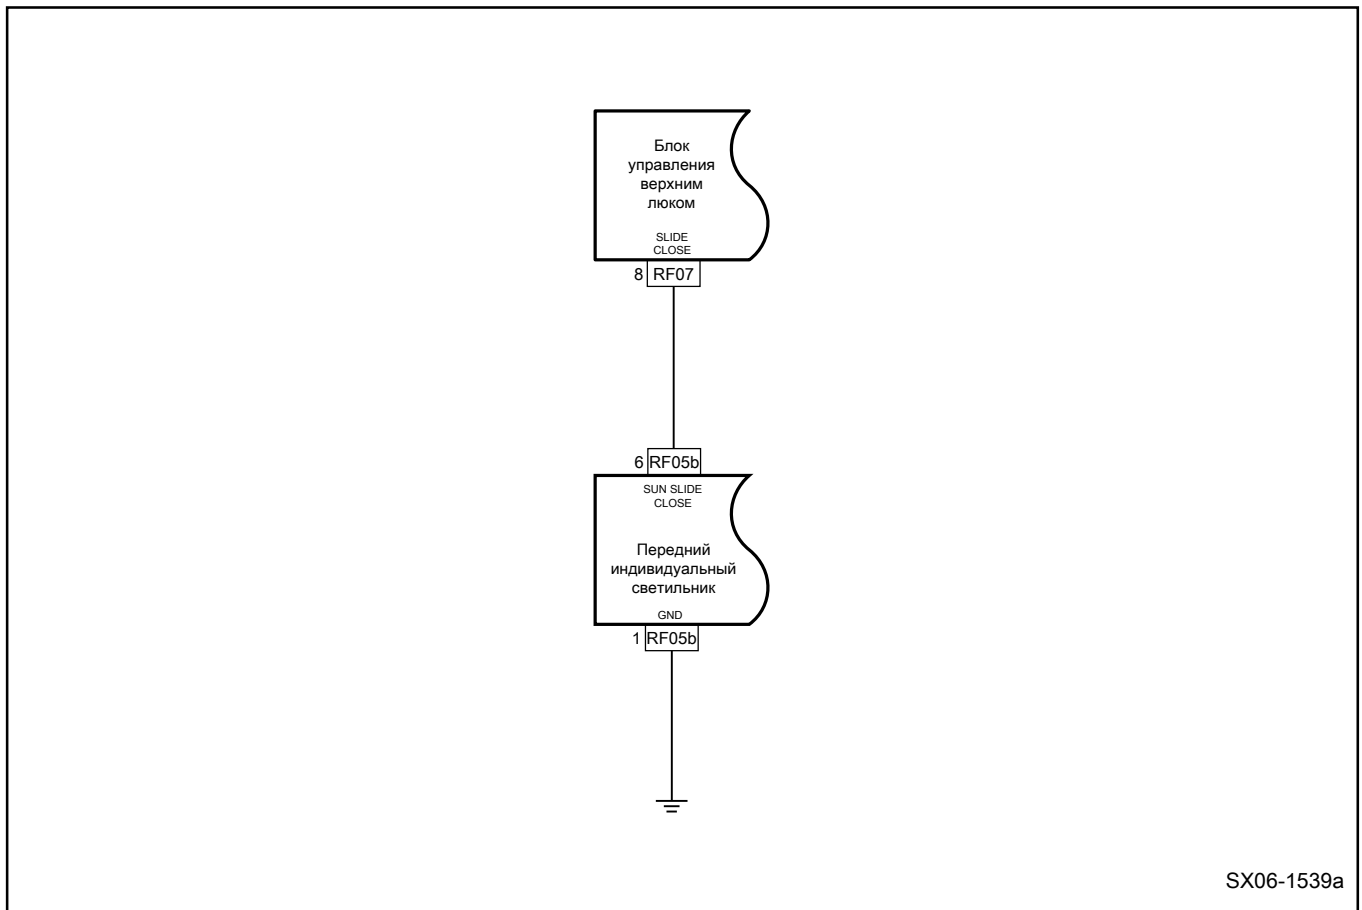 Блок
управления
верхним
люком
SLIDE
CLOSE
8 RF07
6 RF05b
SUN SLIDE
CLOSE
Передний
индивидуальный
светильник
GND
1 RF05b
SX06-1539a